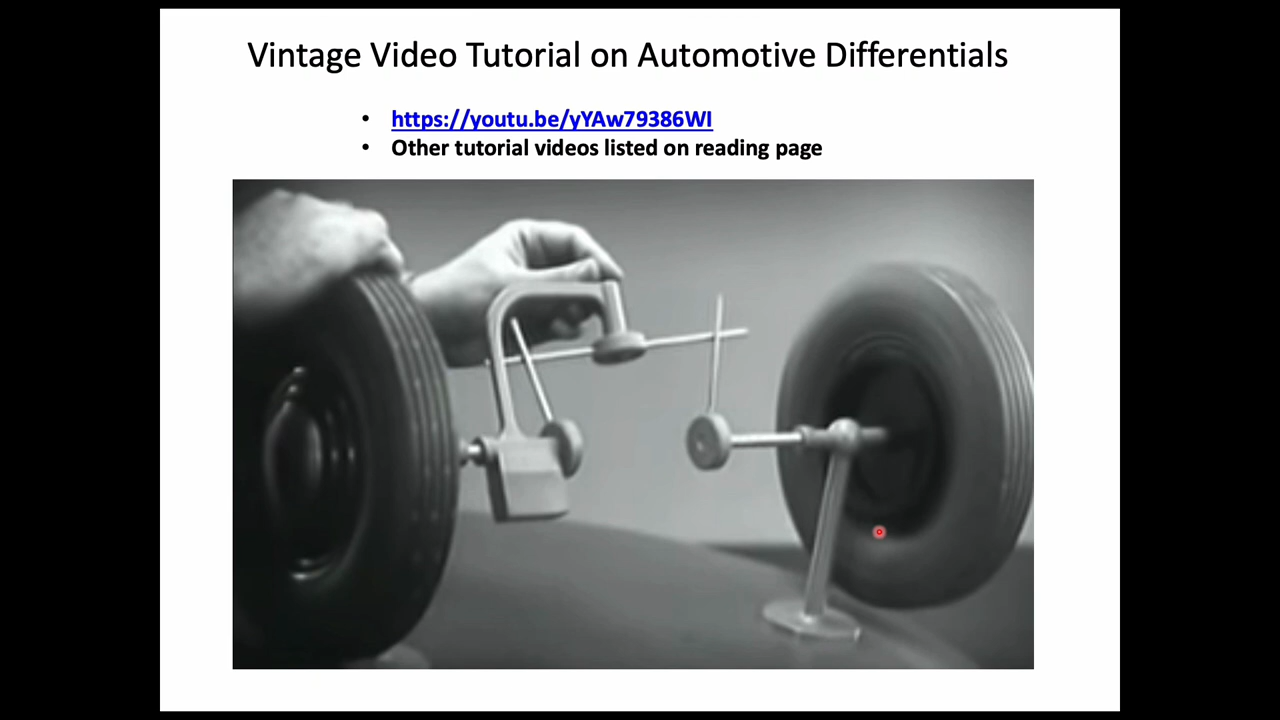 Vintage Video Tutorial on Automotive Differentials
• https://youtu.be/yYAw79386WI
• Other tutorial videos listed on reading page